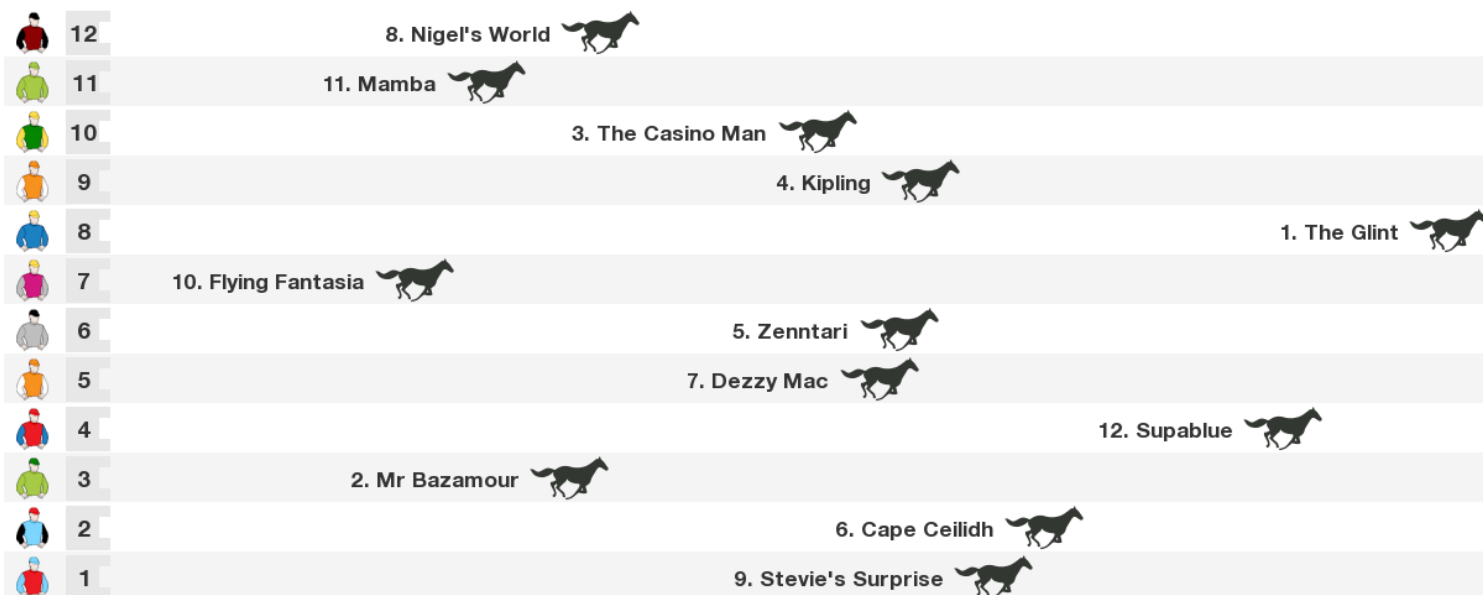 12 8. Nigel's World
11 11. Mamba
10 3. The Casino Man
9 4. Kipling
8 1. The Glint
7 10. Flying Fantasia
6 5. Zenntari
5 7. Dezzy Mac
4 12. Supablue
3 2. Mr Bazamour
2 6. Cape Ceilidh
1 9. Stevie's Surprise